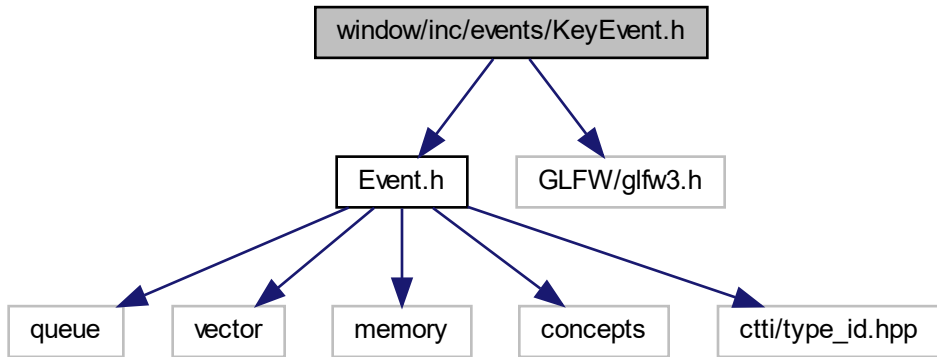 window/inc/events/KeyEvent.h
Event.h
GLFW/glfw3.h
queue
vector
memory
concepts
ctti/type_id.hpp